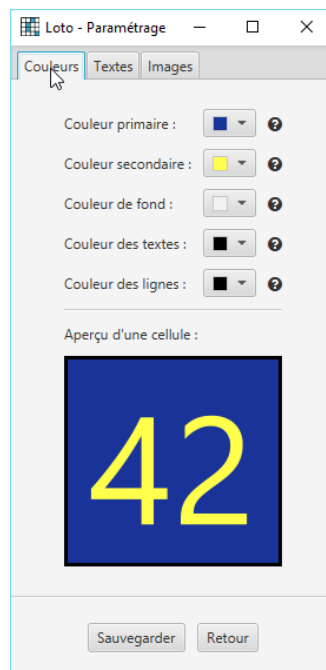 Loto - Paramétrage
Couleurs Textes Images
Couleur primaire :
Couleur secondaire :
Couleur de fond :
Couleur des textes :
Couleur des lignes :
Aperçu d'une cellule :
42
Sauvegarder Retour